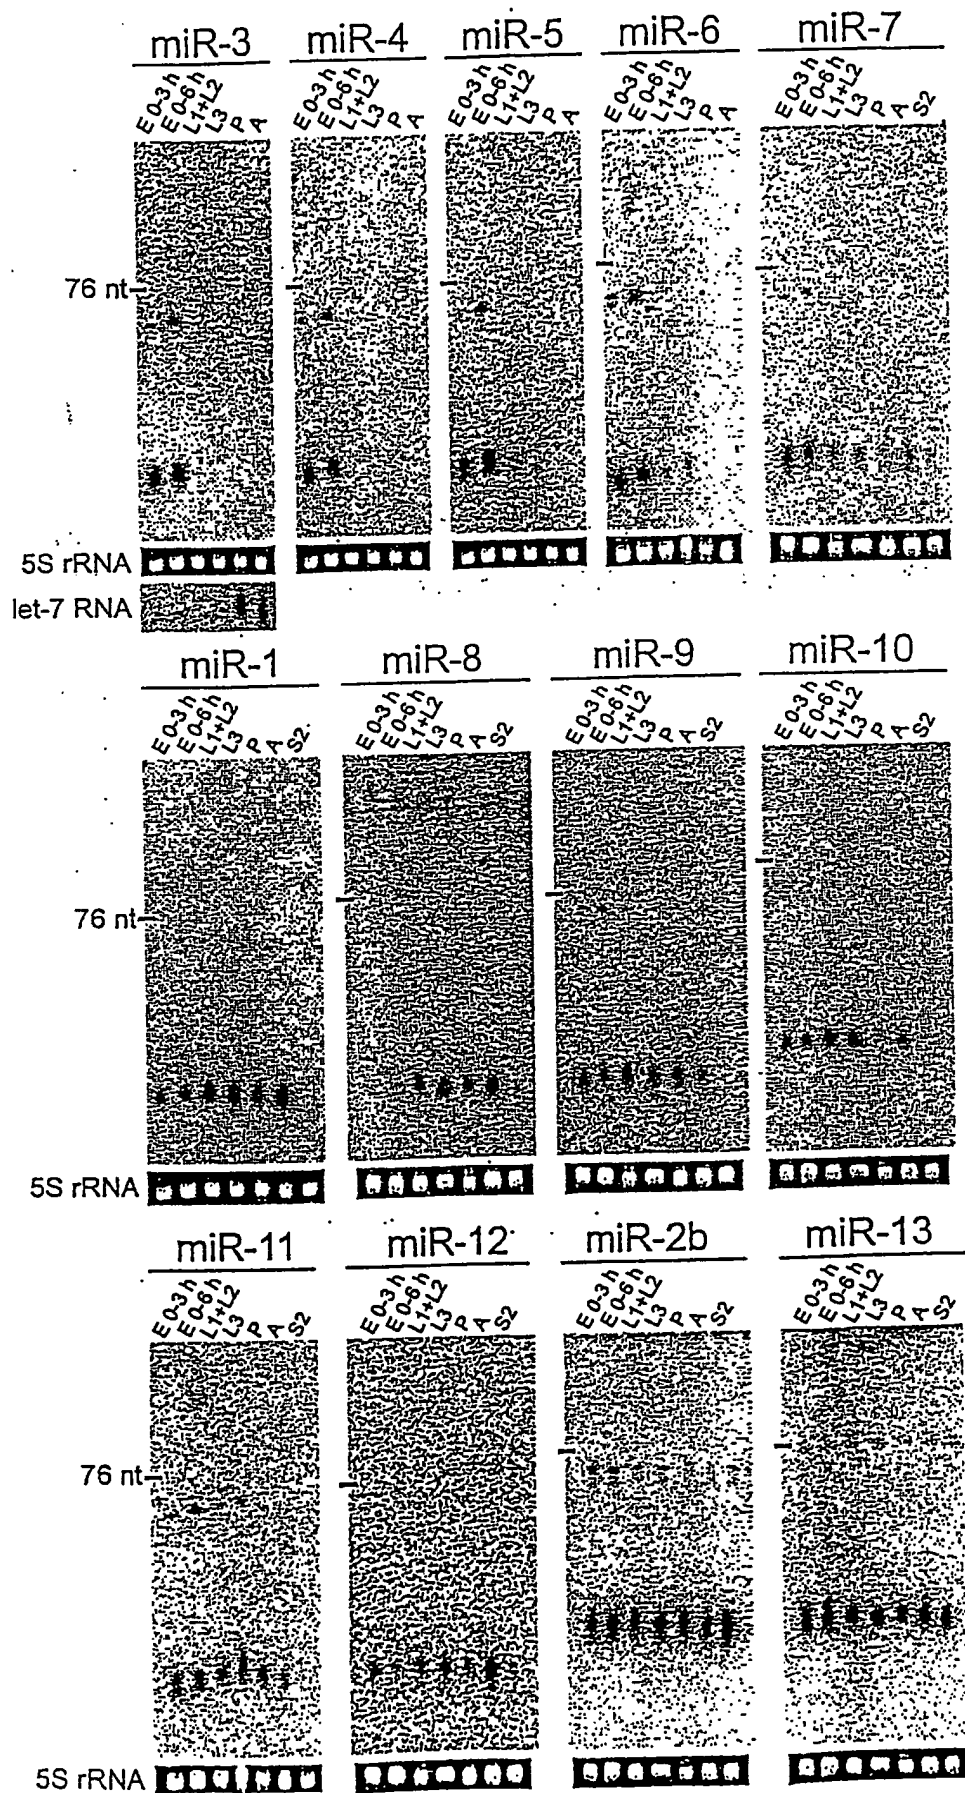 miR-3 miR-4 miR-5 miR-6 miR-7
E 0-3 h E 0-6 h L1+L2 L3 P A E 0-3 h E 0-6 h L1+L2 L3 P A E 0-3 h E 0-6 h L1+L2 L3 P A E 0-3 h E 0-6 h L1+L2 L3 P A E 0-3 h E 0-6 h L1+L2 L3 P A S2
76 nt
5S rRNA
let-7 RNA
miR-1 miR-8 miR-9 miR-10
E 0-3 h E 0-6 h L1+L2 L3 P A S2 E 0-3 h E 0-6 h L1+L2 L3 P A S2 E 0-3 h E 0-6 h L1+L2 L3 P A S2 E 0-3 h E 0-6 h L1+L2 L3 P A S2
76 nt
5S rRNA
miR-11 miR-12 miR-2b miR-13
E 0-3 h E 0-6 h L1+L2 L3 P A S2 E 0-3 h E 0-6 h L1+L2 L3 P A S2 E 0-3 h E 0-6 h L1+L2 L3 P A S2 E 0-3 h E 0-6 h L1+L2 L3 P A S2
76 nt
5S rRNA